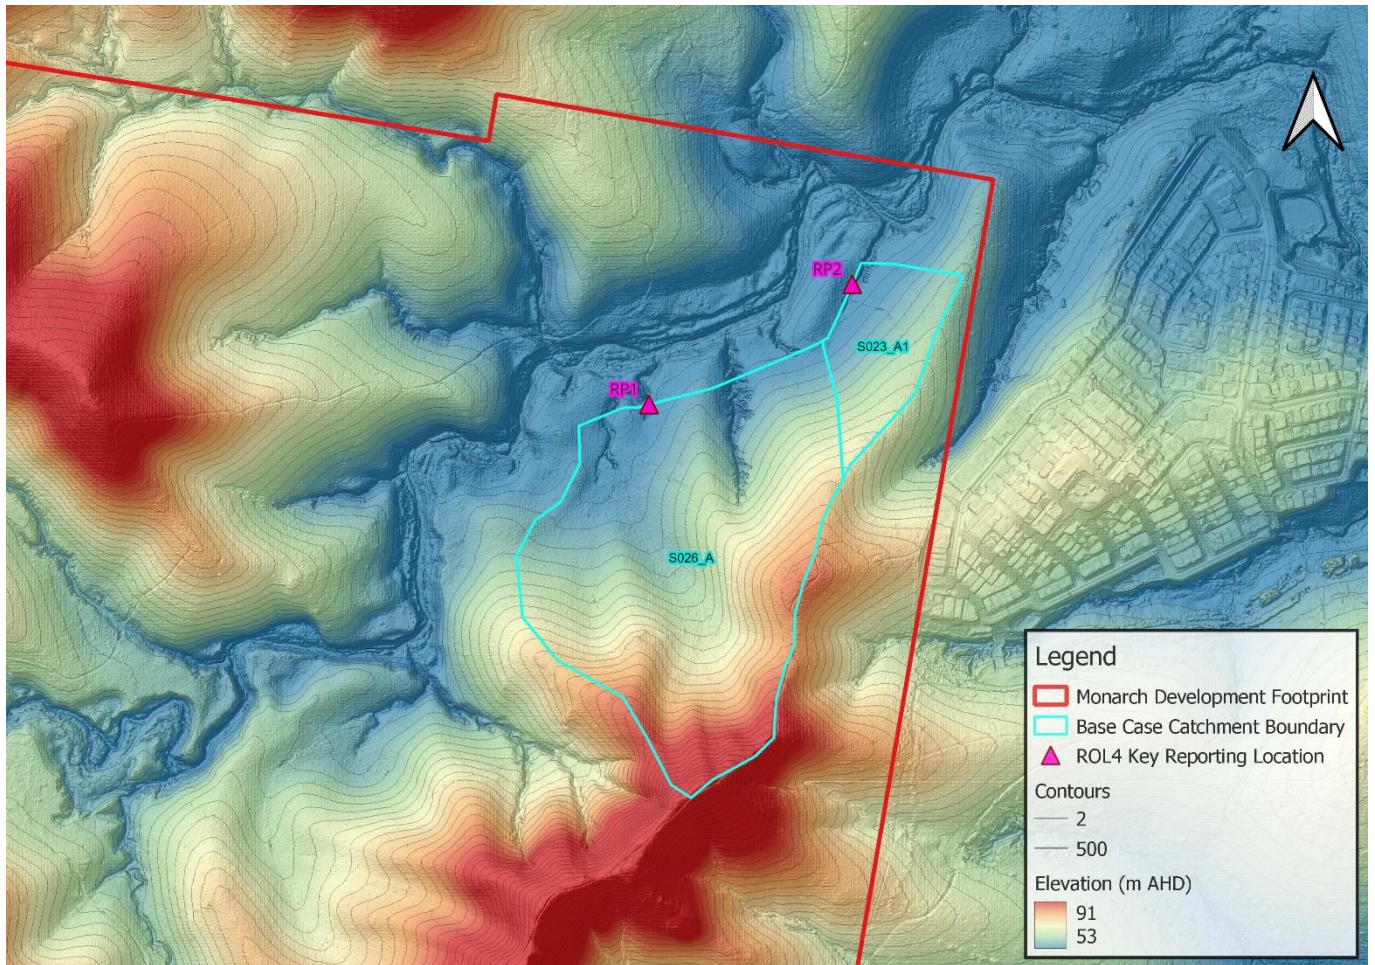 RP2
S023_A1
RP1
S026_A
Legend
Monarch Development Footprint
Base Case Catchment Boundary
ROL4 Key Reporting Location
Contours
2
500
Elevation (m AHD)
91
53